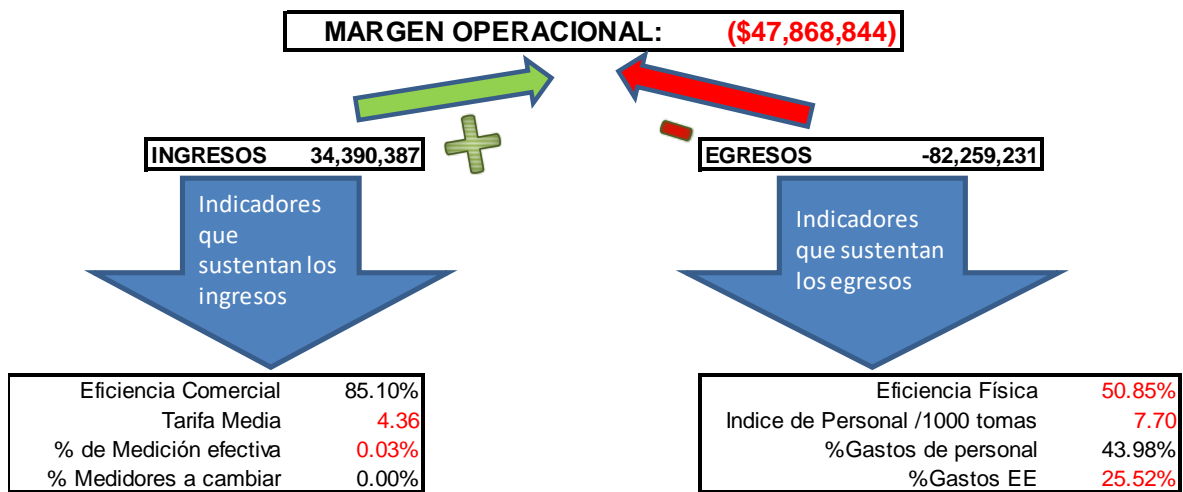 MARGEN OPERACIONAL: ($47,868,844)
INGRESOS 34,390,387
EGRESOS -82,259,231
Indicadores
que
sustentan los
ingresos
Indicadores
que sustentan
los egresos
Eficiencia Comercial 85.10%
Tarifa Media 4.36
% de Medición efectiva 0.03%
% Medidores a cambiar 0.00%
Eficiencia Física 50.85%
Indice de Personal /1000 tomas 7.70
%Gastos de personal 43.98%
%Gastos EE 25.52%